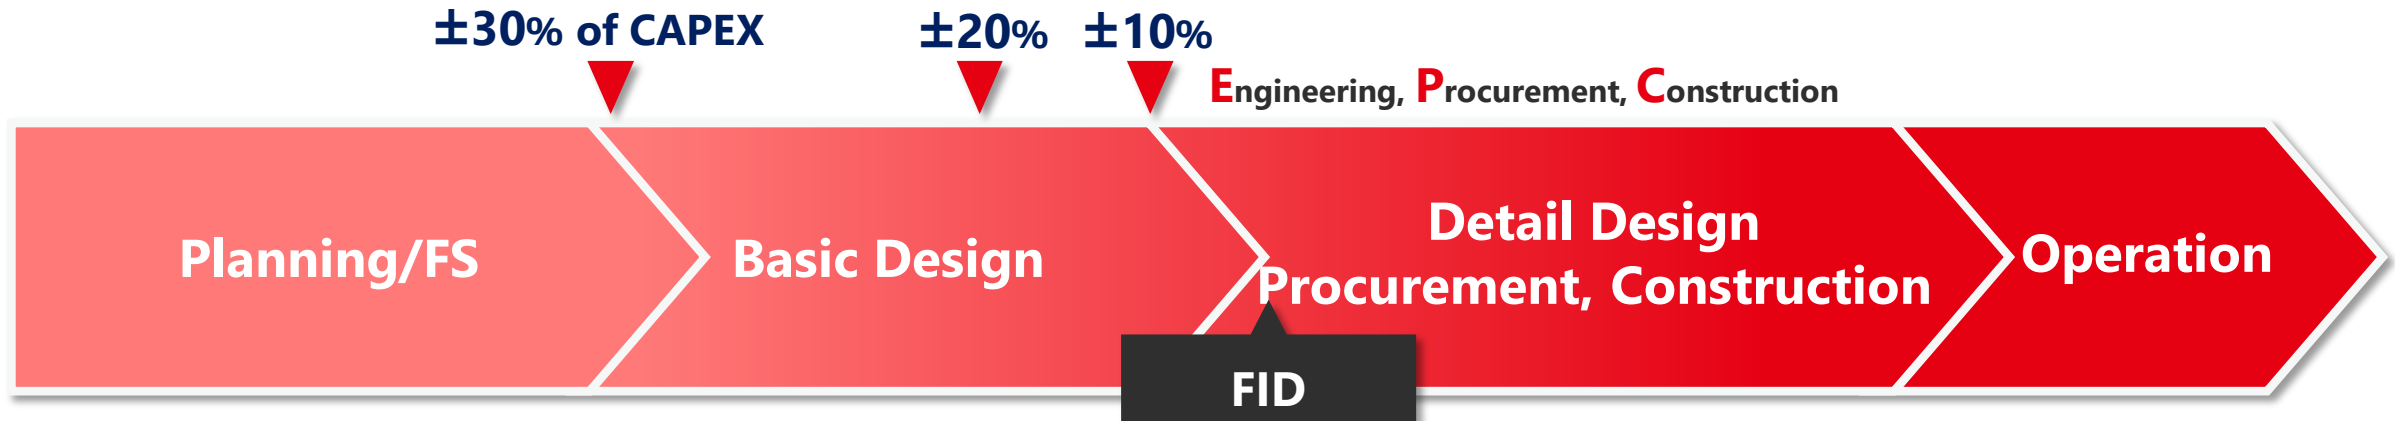 ±30% of CAPEX
±20%
±10%
Engineering, Procurement, Construction
Planning/FS
Basic Design
Detail Design
Procurement, Construction
Operation
FID